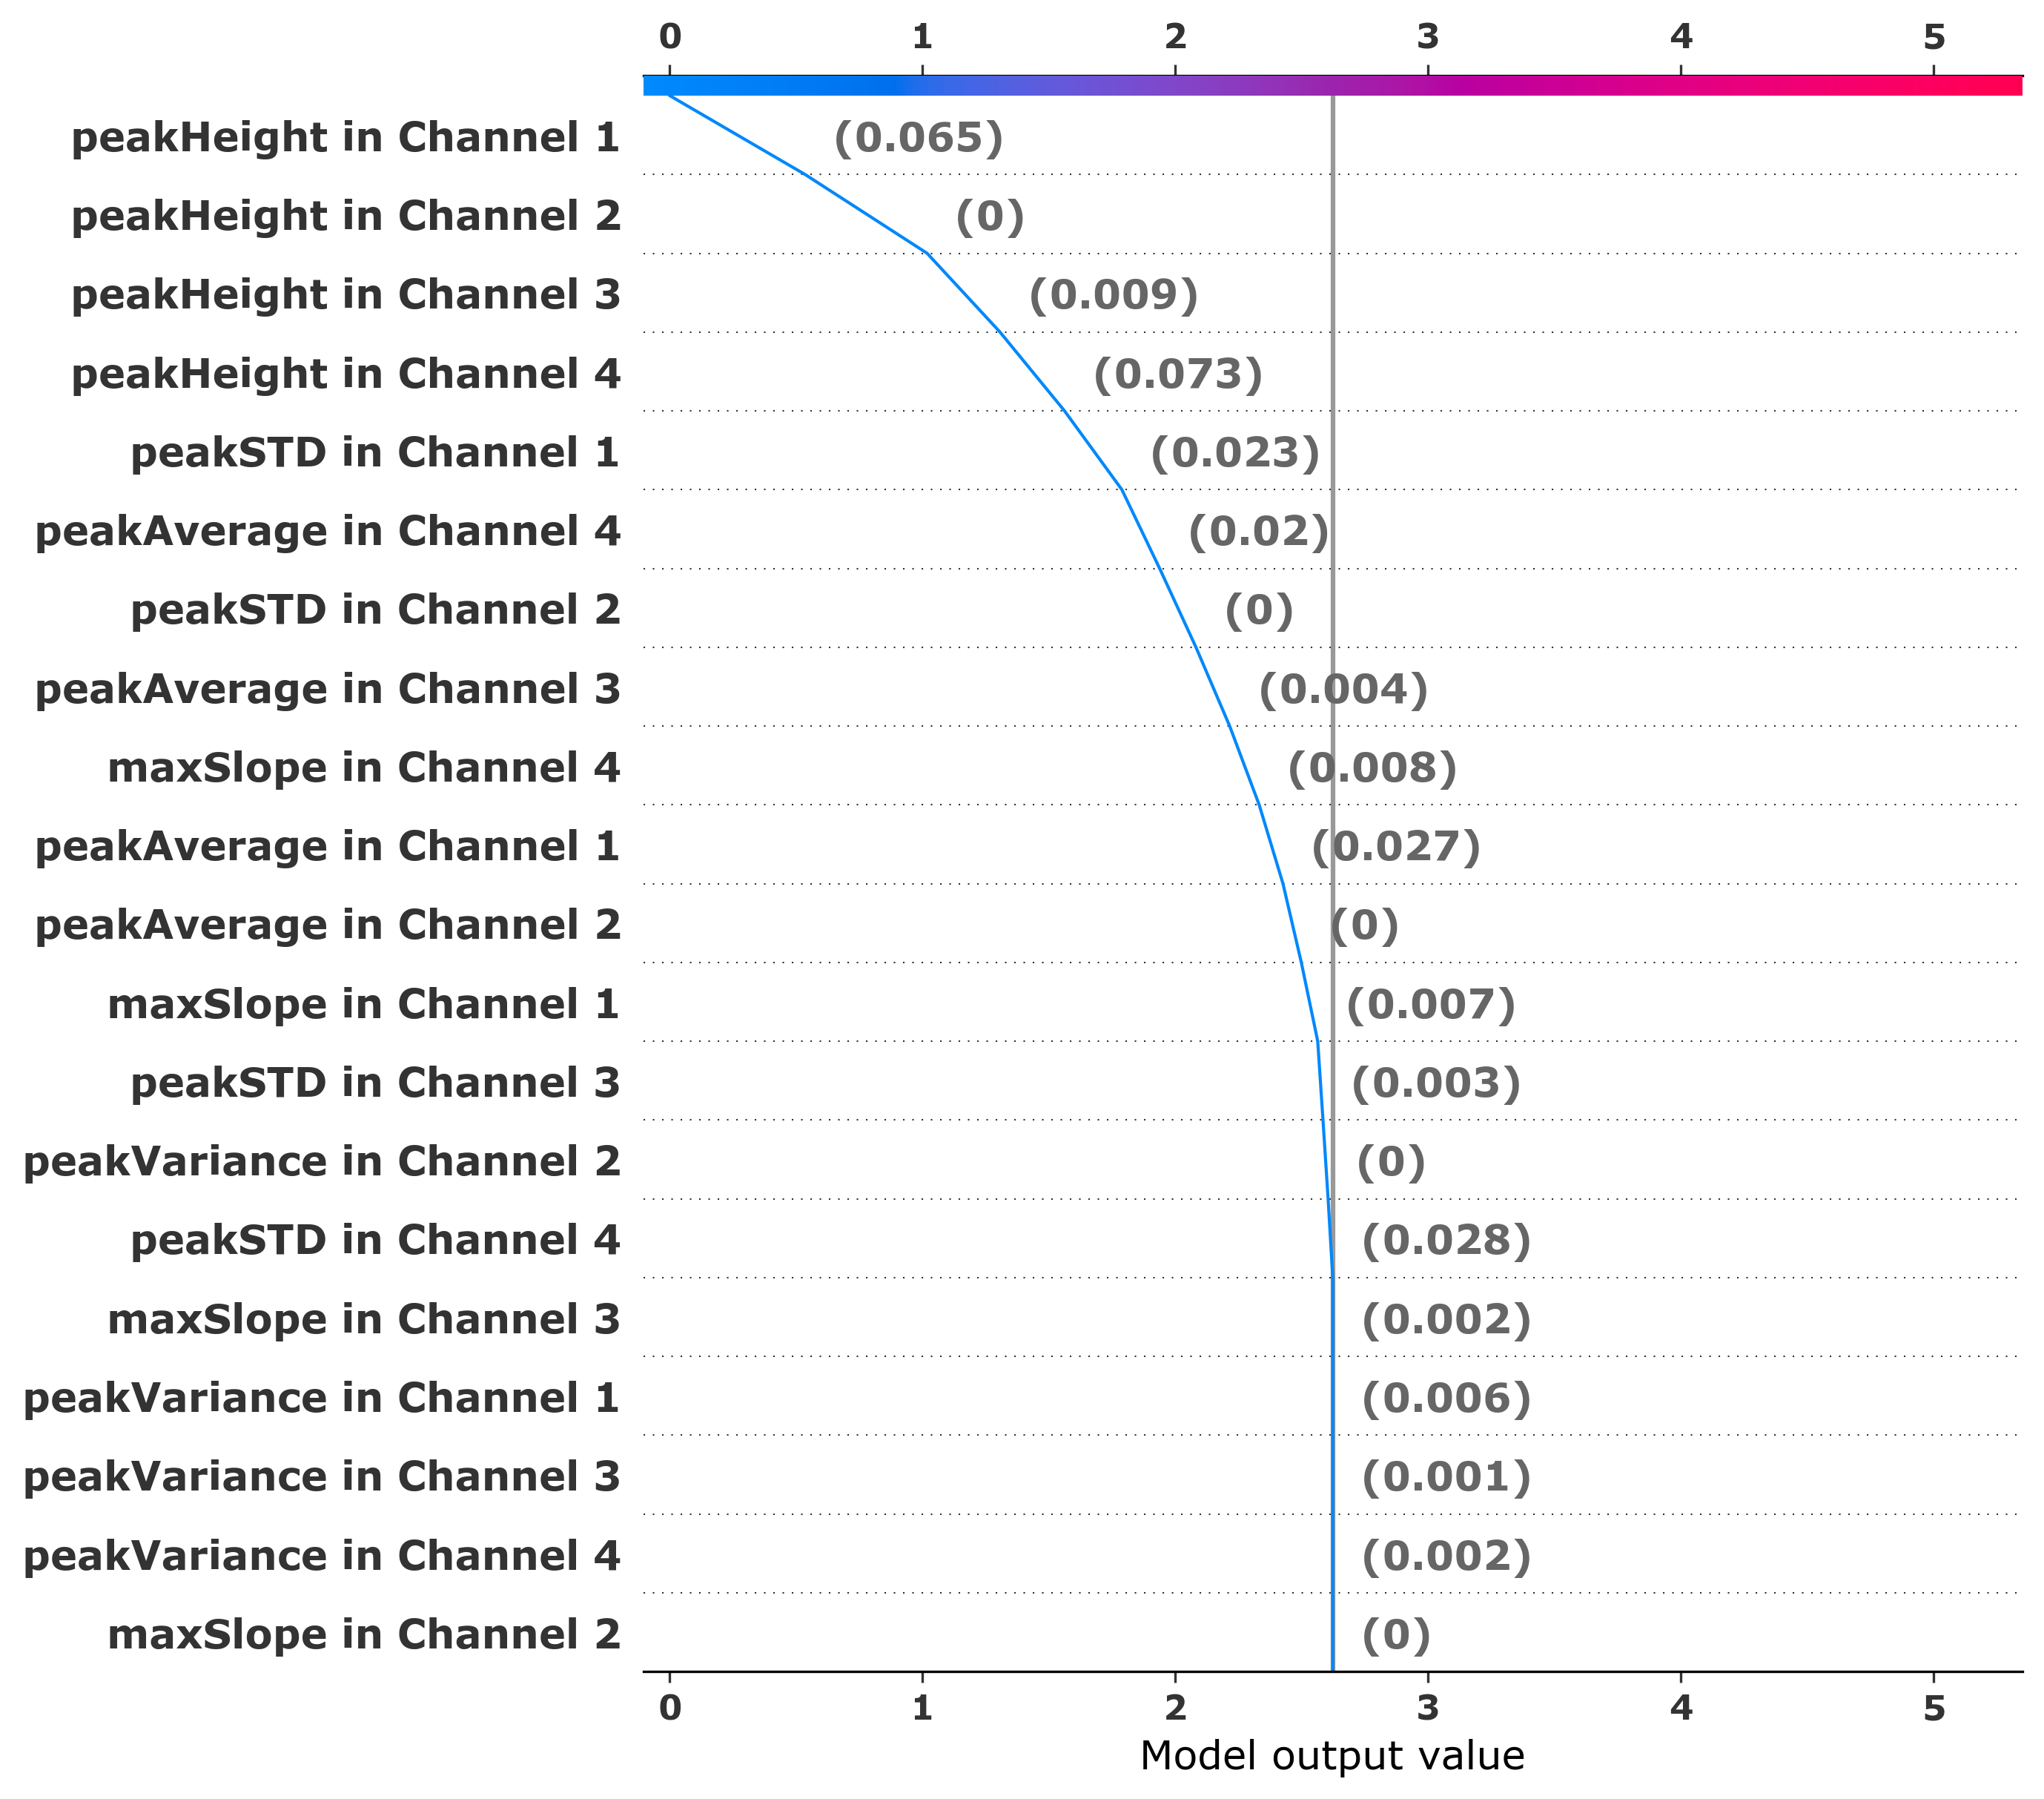 0 1 2 3 4 5
peakHeight in Channel 1 (0.065)
peakHeight in Channel 2 (0)
peakHeight in Channel 3 (0.009)
peakHeight in Channel 4 (0.073)
peakSTD in Channel 1 (0.023)
peakAverage in Channel 4 (0.02)
peakSTD in Channel 2 (0)
peakAverage in Channel 3 (0.004)
maxSlope in Channel 4 (0.008)
peakAverage in Channel 1 (0.027)
peakAverage in Channel 2 (0)
maxSlope in Channel 1 (0.007)
peakSTD in Channel 3 (0.003)
peakVariance in Channel 2 (0)
peakSTD in Channel 4 (0.028)
maxSlope in Channel 3 (0.002)
peakVariance in Channel 1 (0.006)
peakVariance in Channel 3 (0.001)
peakVariance in Channel 4 (0.002)
maxSlope in Channel 2 (0)
0 1 2 3 4 5
Model output value